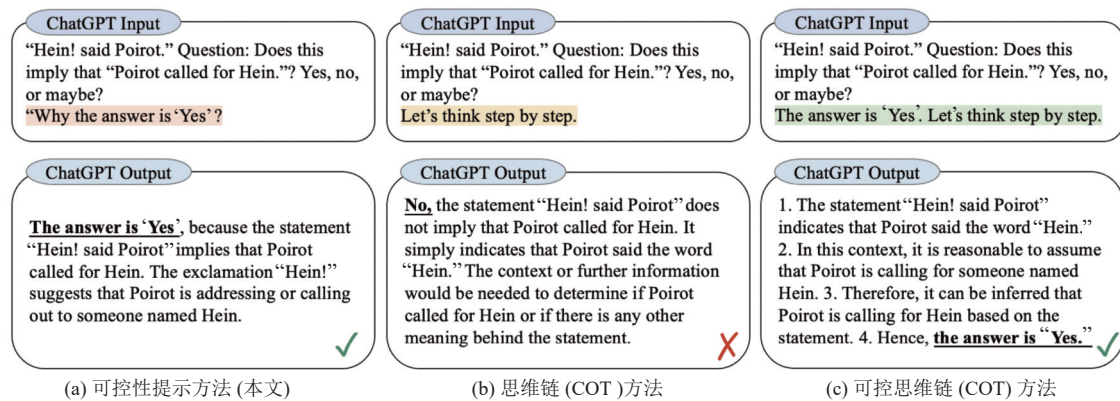 ChatGPT Input
“Hein! said Poirot.” Question: Does this
imply that “Poirot called for Hein.”? Yes, no,
or maybe?
“Why the answer is ‘Yes’?
ChatGPT Output
The answer is ‘Yes’, because the statement
“Hein! said Poirot” implies that Poirot
called for Hein. The exclamation “Hein!”
suggests that Poirot is addressing or calling
out to someone named Hein.
(a) 可控性提示方法 (本文)
ChatGPT Input
“Hein! said Poirot.” Question: Does this
imply that “Poirot called for Hein.”? Yes, no,
or maybe?
Let’s think step by step.
ChatGPT Output
No, the statement “Hein! said Poirot” does
not imply that Poirot called for Hein. It
simply indicates that Poirot said the word
“Hein.” The context or further information
would be needed to determine if Poirot
called for Hein or if there is any other
meaning behind the statement.
(b) 思维链 (COT )方法
ChatGPT Input
“Hein! said Poirot.” Question: Does this
imply that “Poirot called for Hein.”? Yes, no,
or maybe?
The answer is ‘Yes’. Let’s think step by step.
ChatGPT Output
1. The statement “Hein! said Poirot”
indicates that Poirot said the word “Hein.”
2. In this context, it is reasonable to assume
that Poirot is calling for someone named
Hein. 3. Therefore, it can be inferred that
Poirot is calling for Hein based on the
statement. 4. Hence, the answer is “Yes.”
(c) 可控思维链 (COT) 方法